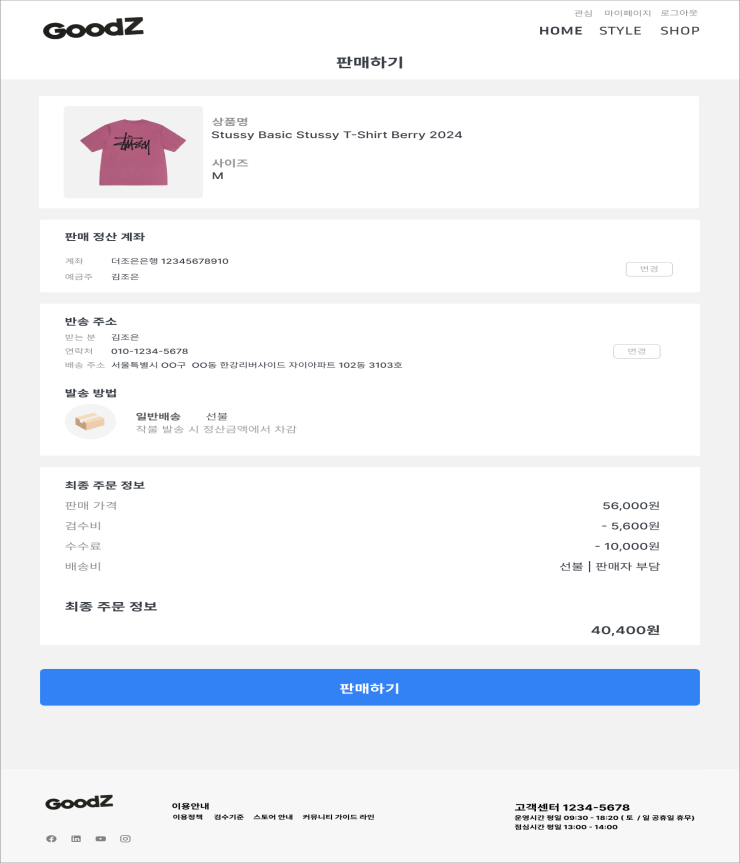 관심 마이페이지 로그아웃
GOODZ
HOME STYLE SHOP
판매하기
상품명
Stussy Basic Stussy T-Shirt Berry 2024
사이즈
M
판매 정산 계좌
계좌 더조은은행 12345678910
예금주 김조은
변경
반송 주소
받는 분 김조은
연락처 010-1234-5678
변경
배송 주소 서울특별시 OO구 OO동 한강리버사이드 자이아파트 102동 3103호
발송 방법
일반배송 선불
착불 발송 시 정산금액에서 차감
최종 주문 정보
판매 가격 56,000원
검수비 - 5,600원
수수료 - 10,000원
배송비 선불 | 판매자 부담
최종 주문 정보
40,400원
판매하기
GOODZ
이용안내
이용정책 검수기준 스토어 안내 커뮤니티 가이드 라인
고객센터 1234-5678
운영시간 평일 09:30 - 18:20 ( 토 / 일 공휴일 휴무)
점심시간 평일 13:00 - 14:00